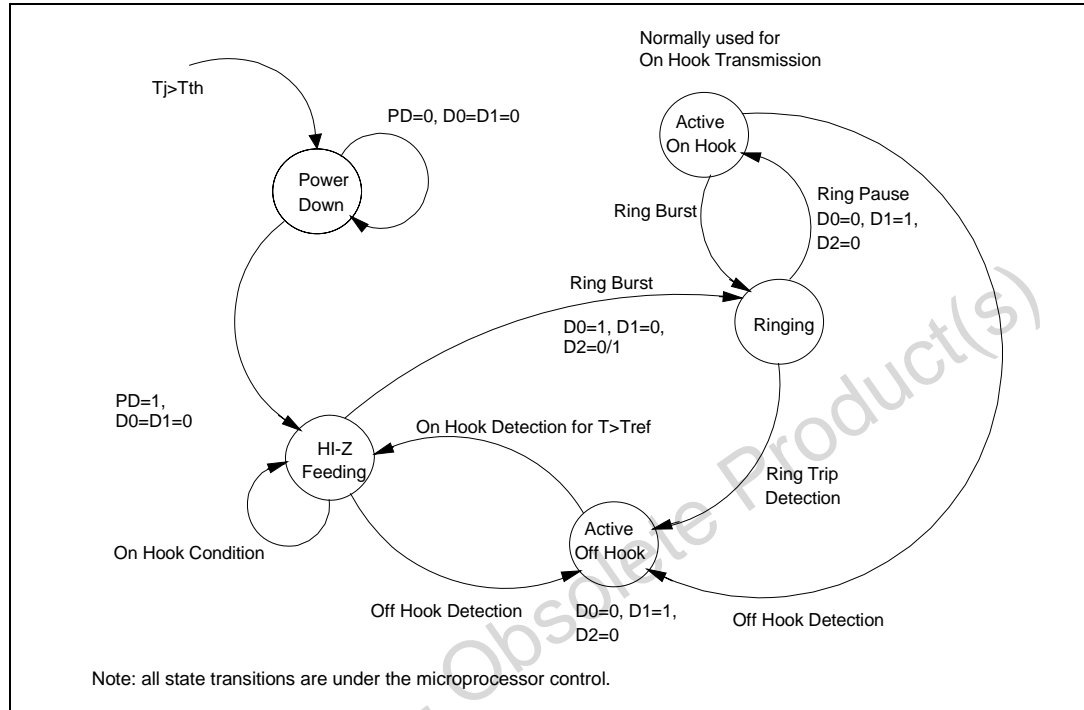 Normally used for
On Hook Transmission
Tj>Tth
PD=0, D0=D1=0
Active
On Hook
Power
Down
Ring Pause
D0=0, D1=1,
D2=0
Ring Burst
Ring Burst
Ringing
D0=1, D1=0,
D2=0/1
PD=1,
D0=D1=0
On Hook Detection for T>Tref
HI-Z
Feeding
Ring Trip
Detection
Active
Off Hook
On Hook Condition
Off Hook Detection
D0=0, D1=1,
D2=0
Off Hook Detection
Obsolete Product(s)
Note: all state transitions are under the microprocessor control.